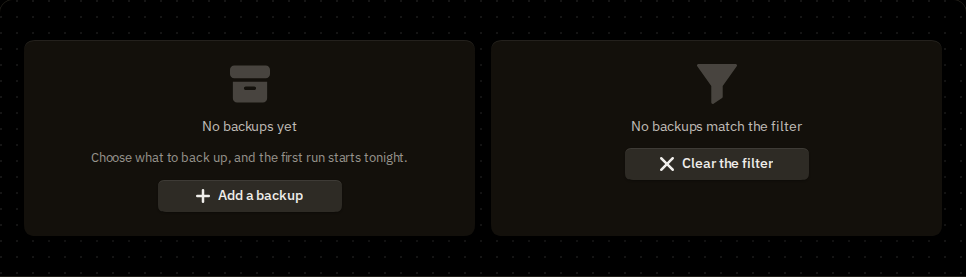 No backups yet
Choose what to back up, and the first run starts tonight.
Add a backup
No backups match the filter
Clear the filter